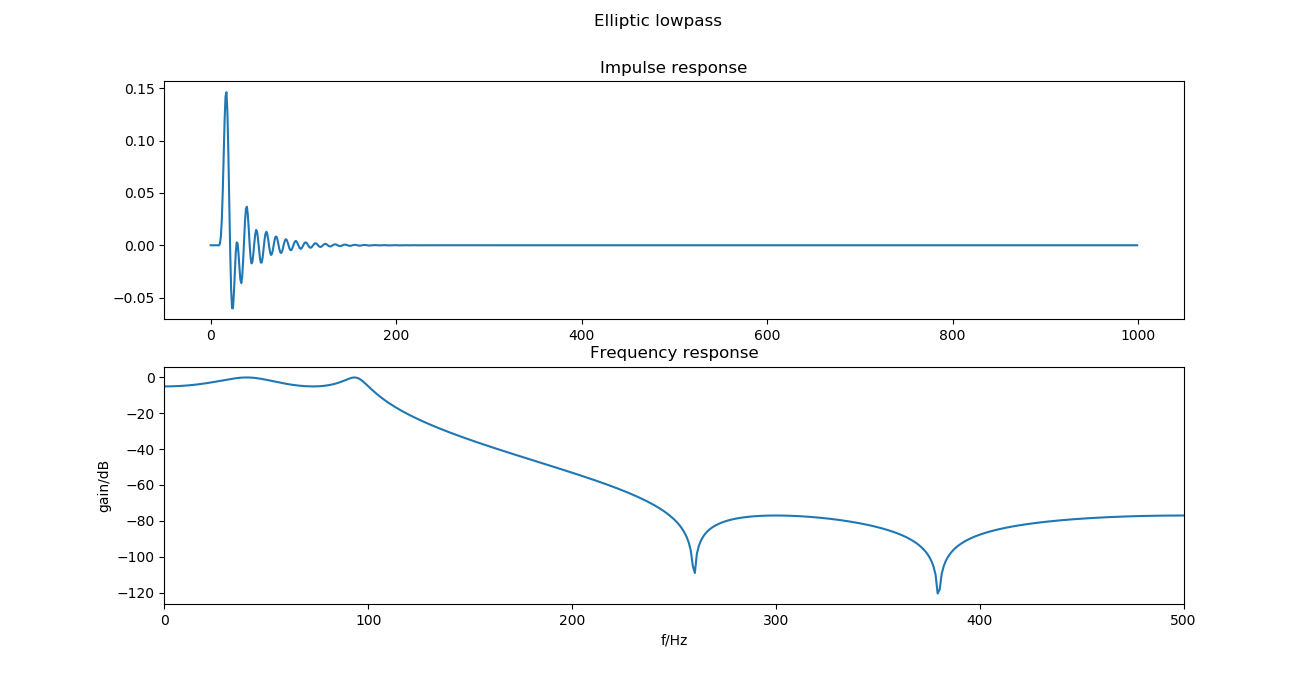 Elliptic lowpass
Impulse response
0.15
0.10
0.05
0.00
−0.05
0 200 400 600 800 1000
Frequency response
0
−20
−40
−60
−80
−100
−120
gain/dB
0 100 200 300 400 500
f/Hz